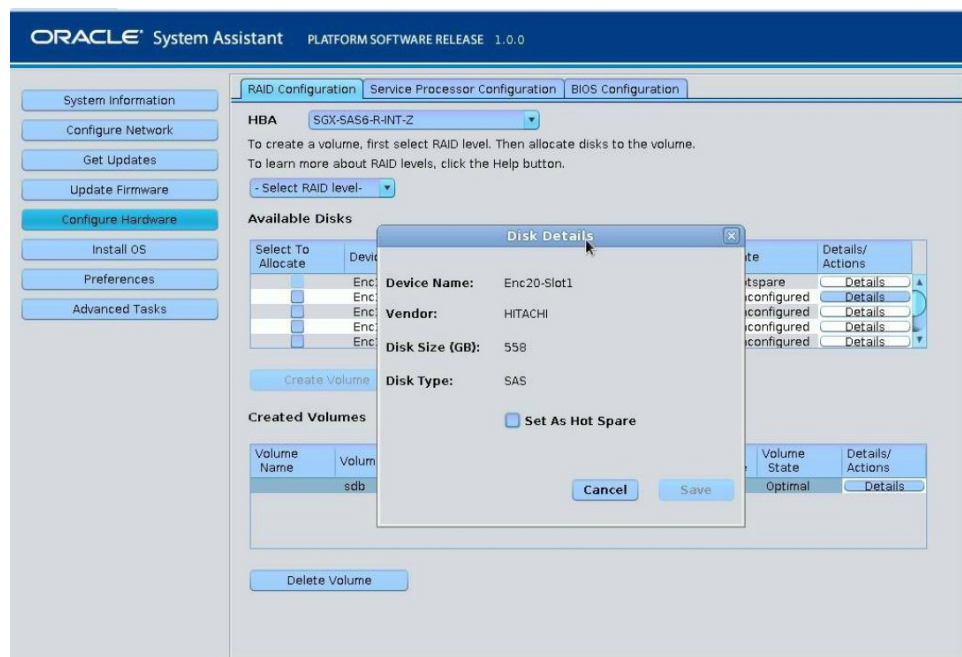 ORACLE System Assistant PLATFORM SOFTWARE RELEASE 1.0.0
System Information
Configure Network
Get Updates
Update Firmware
Configure Hardware
Install OS
Preferences
Advanced Tasks
RAID Configuration Service Processor Configuration BIOS Configuration
HBA SGX-SAS6-R-INT-Z
To create a volume, first select RAID level. Then allocate disks to the volume.
To learn more about RAID levels, click the Help button.
- Select RAID level-
Available Disks
Select To
Allocate
Details/
Actions
Details
Details
Details
Details
Details
Create Volume
Created Volumes
Volume
Name
Volume
State
Details/
Actions
sdb Optimal Details
Delete Volume
Disk Details
Device Name: Enc20-Slot1
Vendor: HITACHI
Disk Size (GB): 558
Disk Type: SAS
Set As Hot Spare
Cancel Save